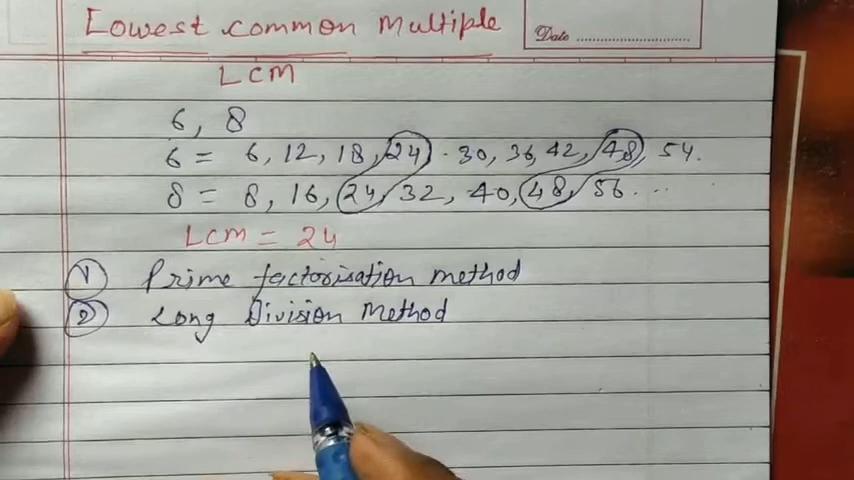 Lowest common Multiple
Date
LCM
6, 8
6 = 6, 12, 18, 24, 30, 36, 42, 48, 54.
8 = 8, 16, 24, 32, 40, 48, 56...
LCM = 24
1 Prime factorisation method
2 Long Division Method